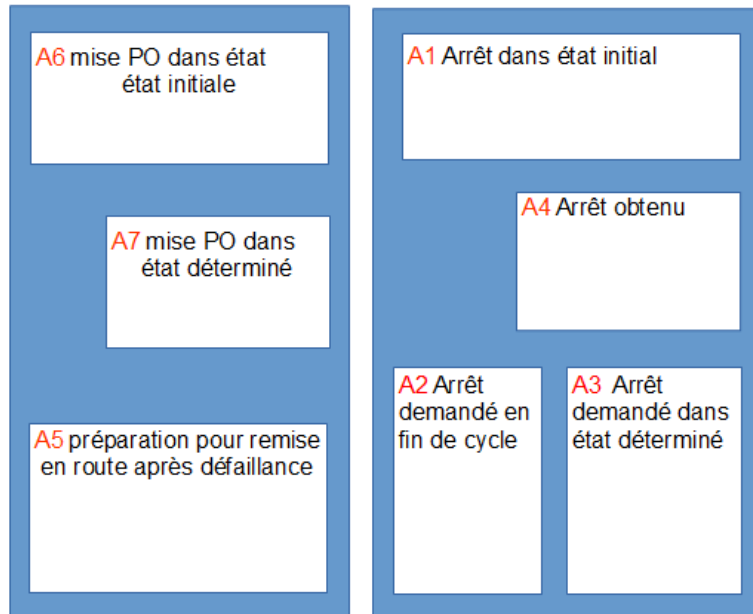 A6 mise PO dans état
état initiale
A7 mise PO dans
état déterminé
A5 préparation pour remise
en route après défaillance
A1 Arrêt dans état initial
A4 Arrêt obtenu
A2 Arrêt
demandé en
fin de cycle
A3 Arrêt
demandé dans
état déterminé